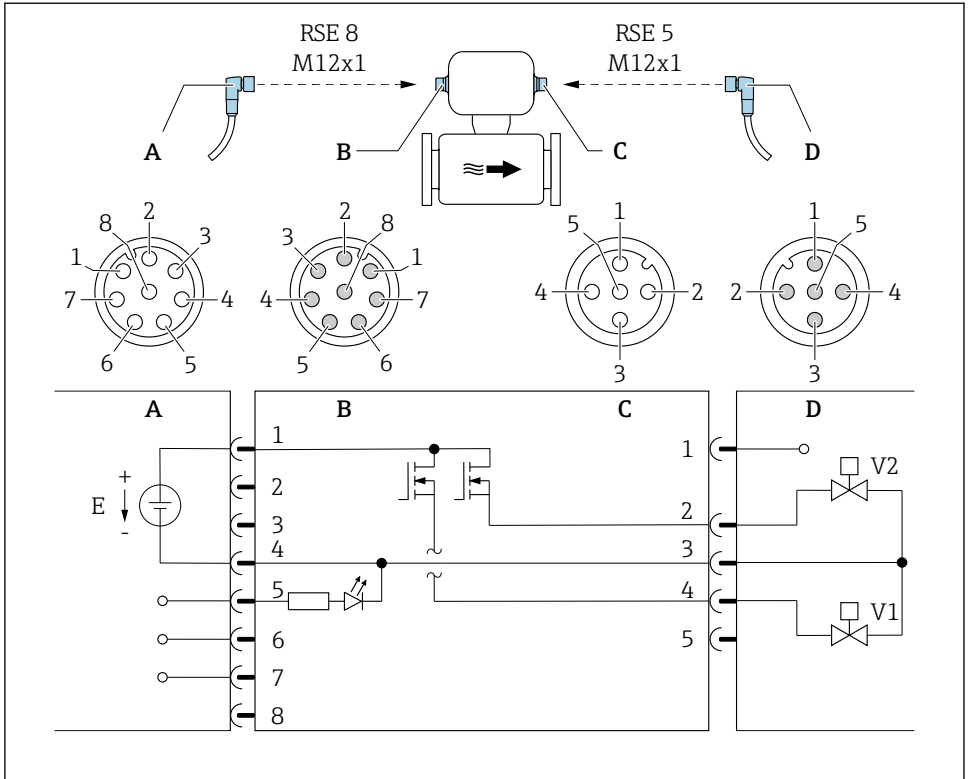 RSE 8 RSE 5
M12x1 M12x1
A B C D
2 2 1
8 3 8 5 1 5
1 3 1
7 4 4 7 4 2 2 4
6 5 5 6 3 3
A B C D
1 1
+ 2 V2
E 3 2
- 4 3
5 4
6 5 V1
7
8